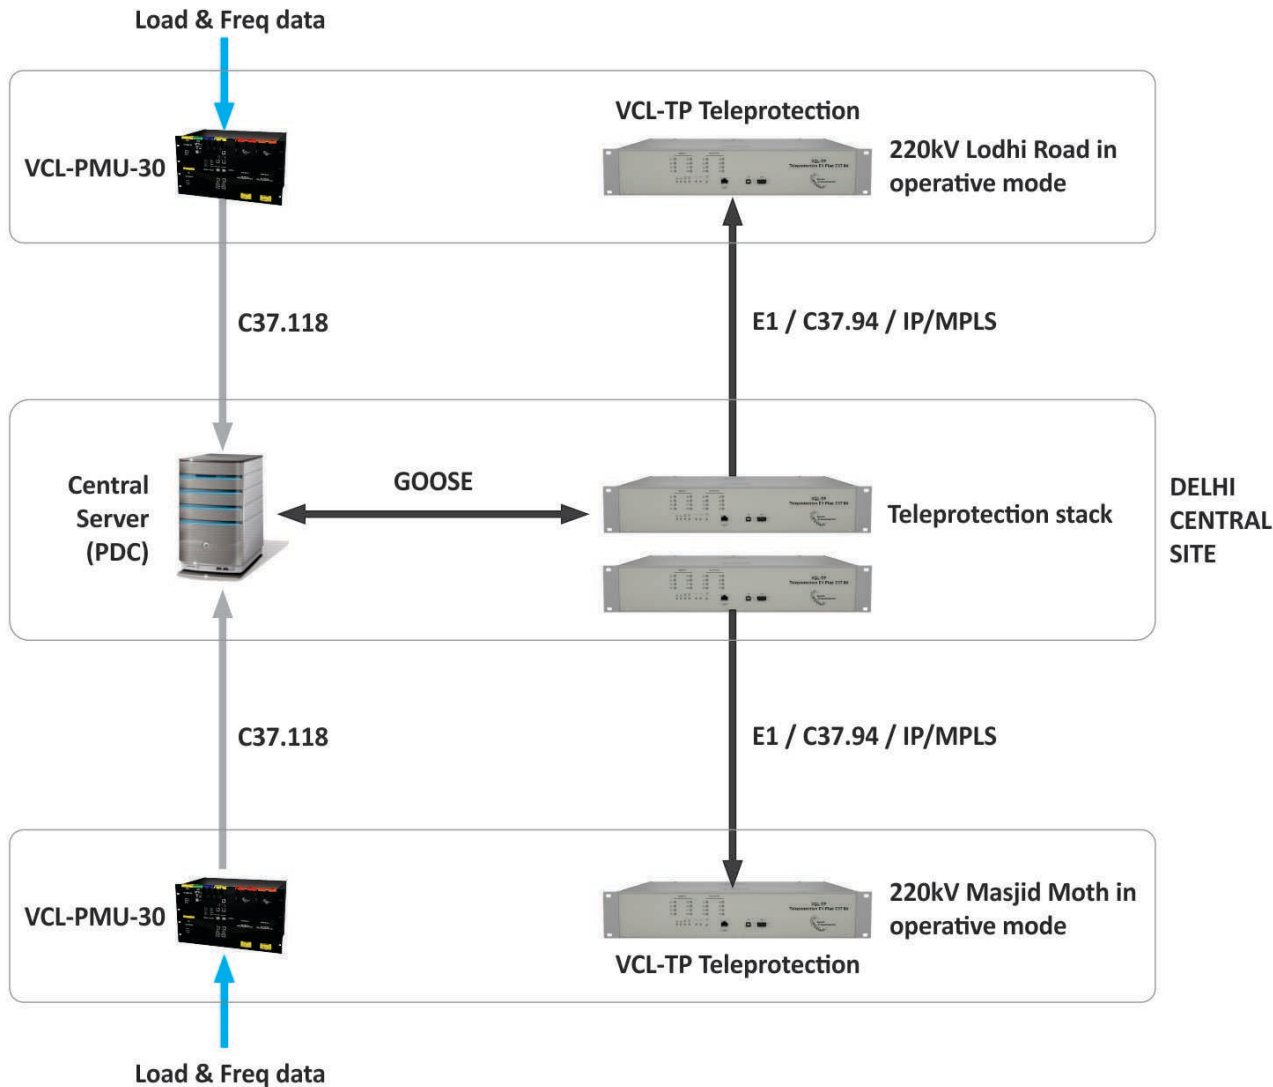 Load & Freq data
VCL-TP Teleprotection
VCL-PMU-30
220kV Lodhi Road in
operative mode
C37.118
E1 / C37.94 / IP/MPLS
Central
Server
(PDC)
GOOSE
Teleprotection stack
DELHI
CENTRAL
SITE
C37.118
E1 / C37.94 / IP/MPLS
VCL-PMU-30
220kV Masjid Moth in
operative mode
VCL-TP Teleprotection
Load & Freq data